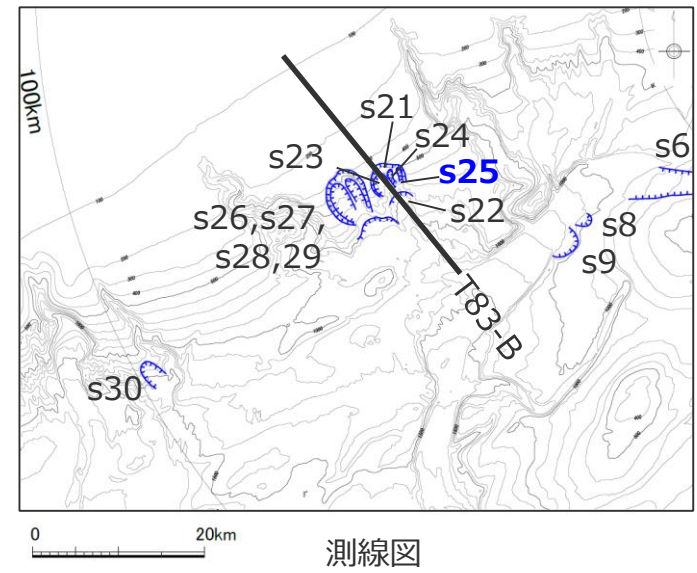 100km
s21
s24
s23
s25
s6
s26,s27,
s28,29
s22
s8
s9
T83-B
s30
0 20km
測線図